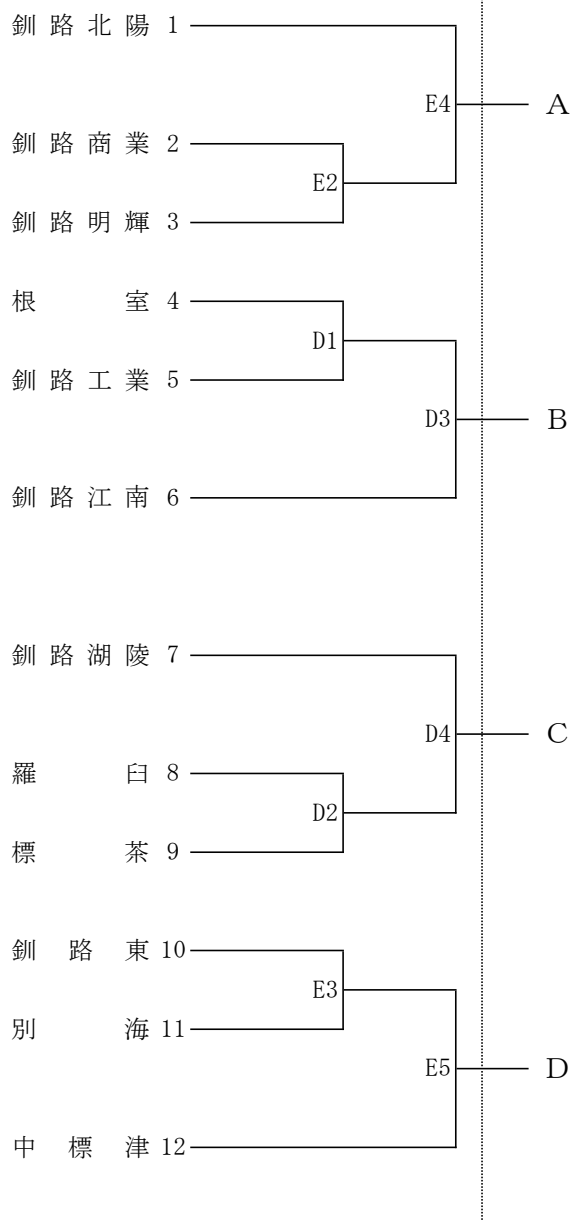 釧路北陽 1
E4 A
釧路商業 2
E2
釧路明輝 3
根室 4
D1
釧路工業 5
D3 B
釧路江南 6
釧路湖陵 7
D4 C
羅臼 8
D2
標茶 9
釧路東 10
E3
別海 11
E5 D
中標津 12